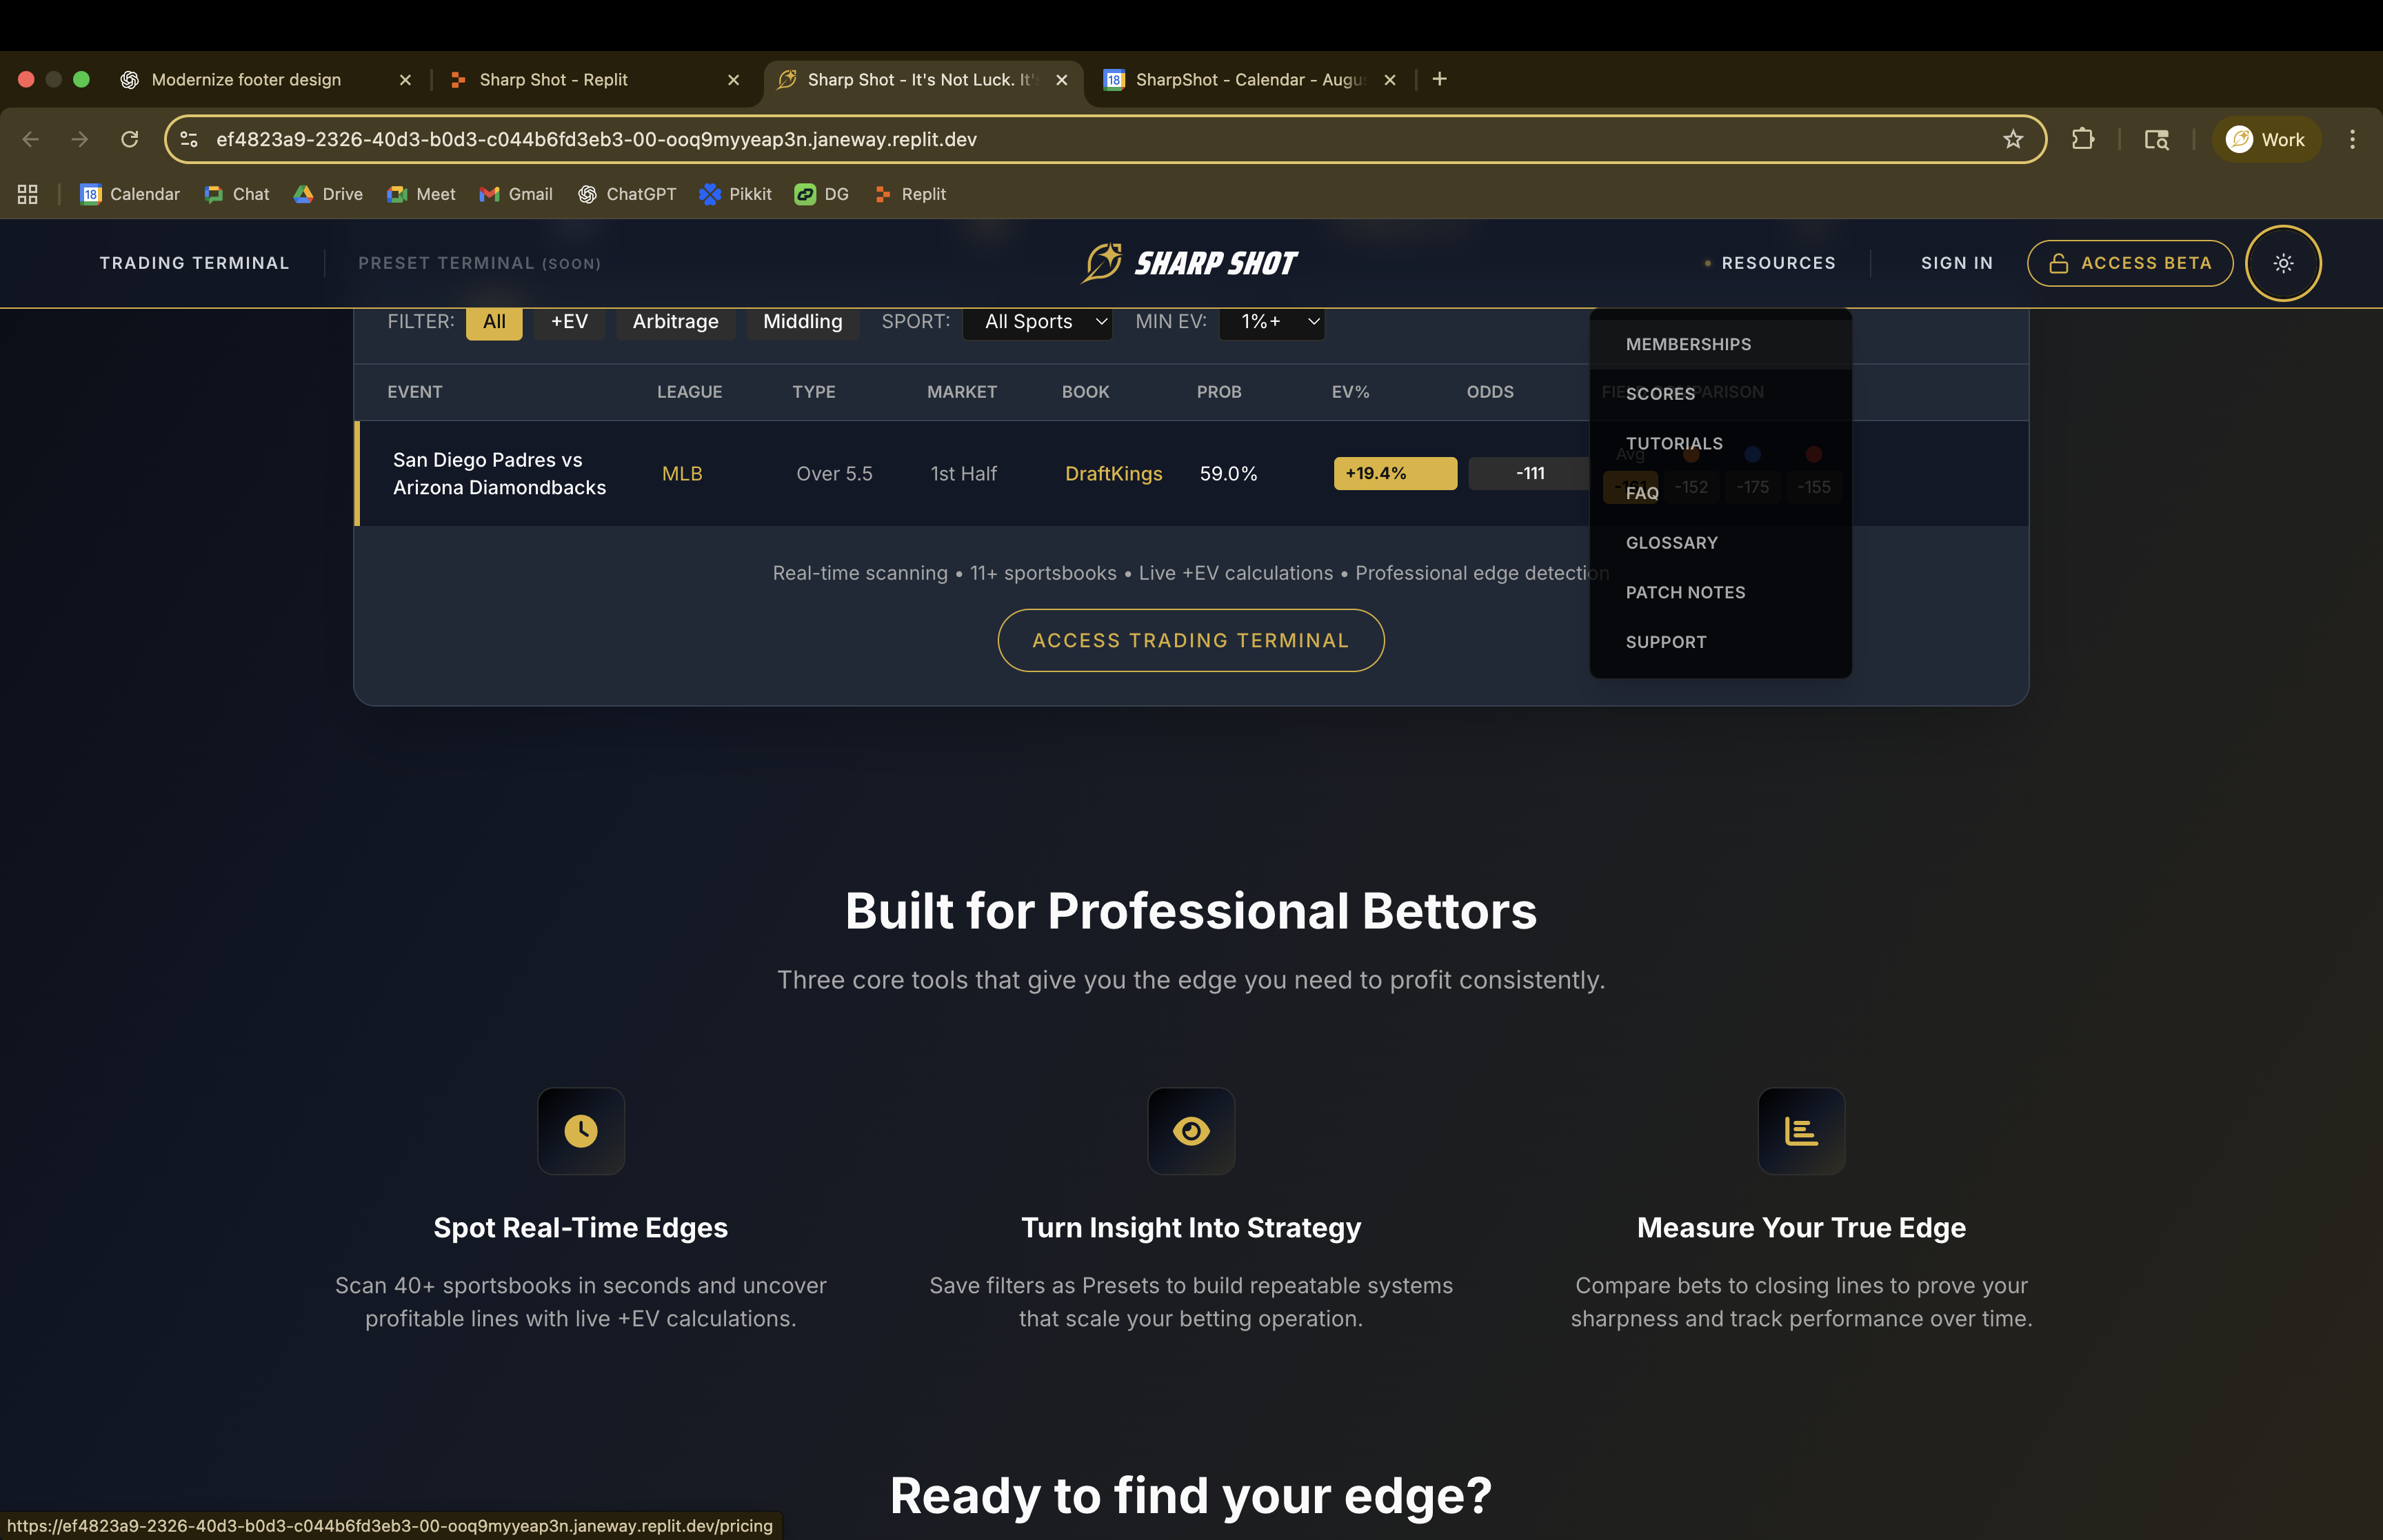 Modernize footer design
Sharp Shot - Replit
Sharp Shot - It's Not Luck. It's
SharpShot - Calendar - Augu
ef4823a9-2326-40d3-b0d3-c044b6fd3eb3-00-ooq9myyeap3n.janeway.replit.dev
Work
18 Calendar
Chat
Drive
Meet
Gmail
ChatGPT
Pikkit
DG
Replit
TRADING TERMINAL
PRESET TERMINAL (SOON)
SHARP SHOT
RESOURCES
SIGN IN
ACCESS BETA
FILTER: All +EV Arbitrage Middling SPORT: All Sports MIN EV: 1%+
MEMBERSHIPS
SCORES
TUTORIALS
FAQ
GLOSSARY
PATCH NOTES
SUPPORT
EVENT LEAGUE TYPE MARKET BOOK PROB EV% ODDS FIELD COMPARISON
San Diego Padres vs
Arizona Diamondbacks
MLB
Over 5.5
1st Half
DraftKings
59.0%
+19.4%
-111
Avg
-152
-175
-155
Real-time scanning • 11+ sportsbooks • Live +EV calculations • Professional edge detection
ACCESS TRADING TERMINAL
Built for Professional Bettors
Three core tools that give you the edge you need to profit consistently.
Spot Real-Time Edges
Scan 40+ sportsbooks in seconds and uncover
profitable lines with live +EV calculations.
Turn Insight Into Strategy
Save filters as Presets to build repeatable systems
that scale your betting operation.
Measure Your True Edge
Compare bets to closing lines to prove your
sharpness and track performance over time.
Ready to find your edge?
https://ef4823a9-2326-40d3-b0d3-c044b6fd3eb3-00-ooq9myyeap3n.janeway.replit.dev/pricing